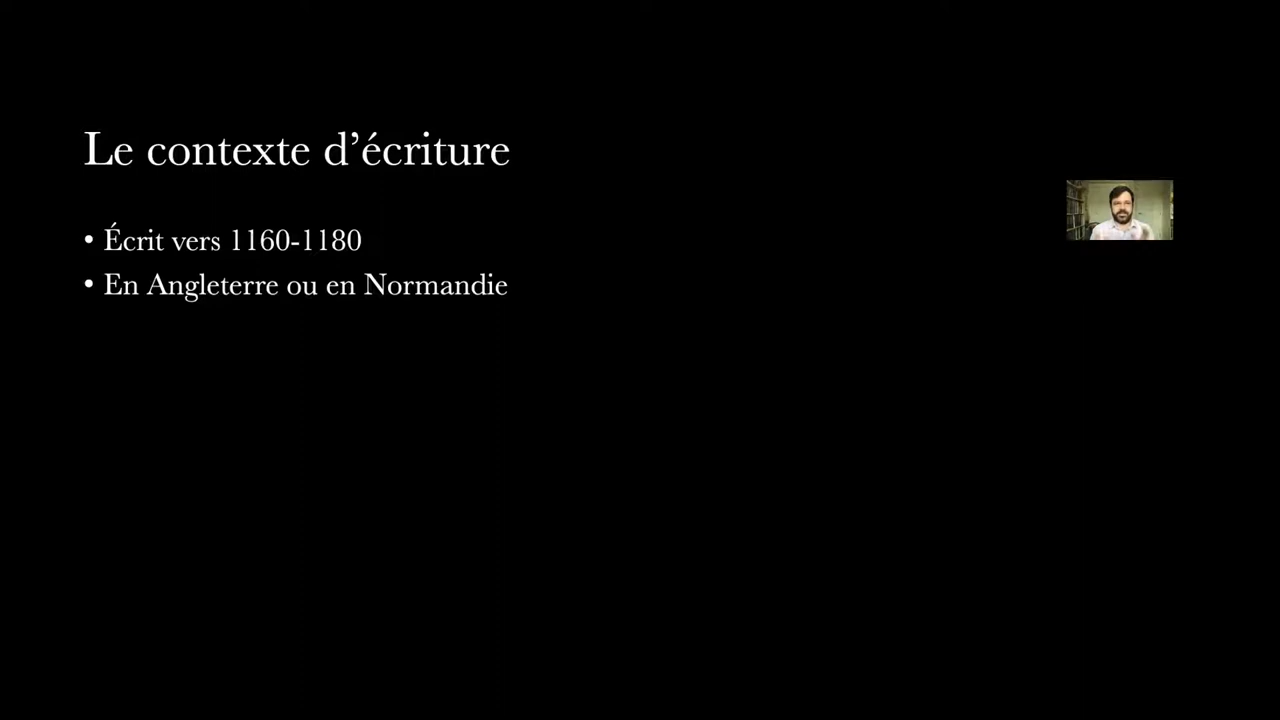 Le contexte d’écriture
• Écrit vers 1160-1180
• En Angleterre ou en Normandie